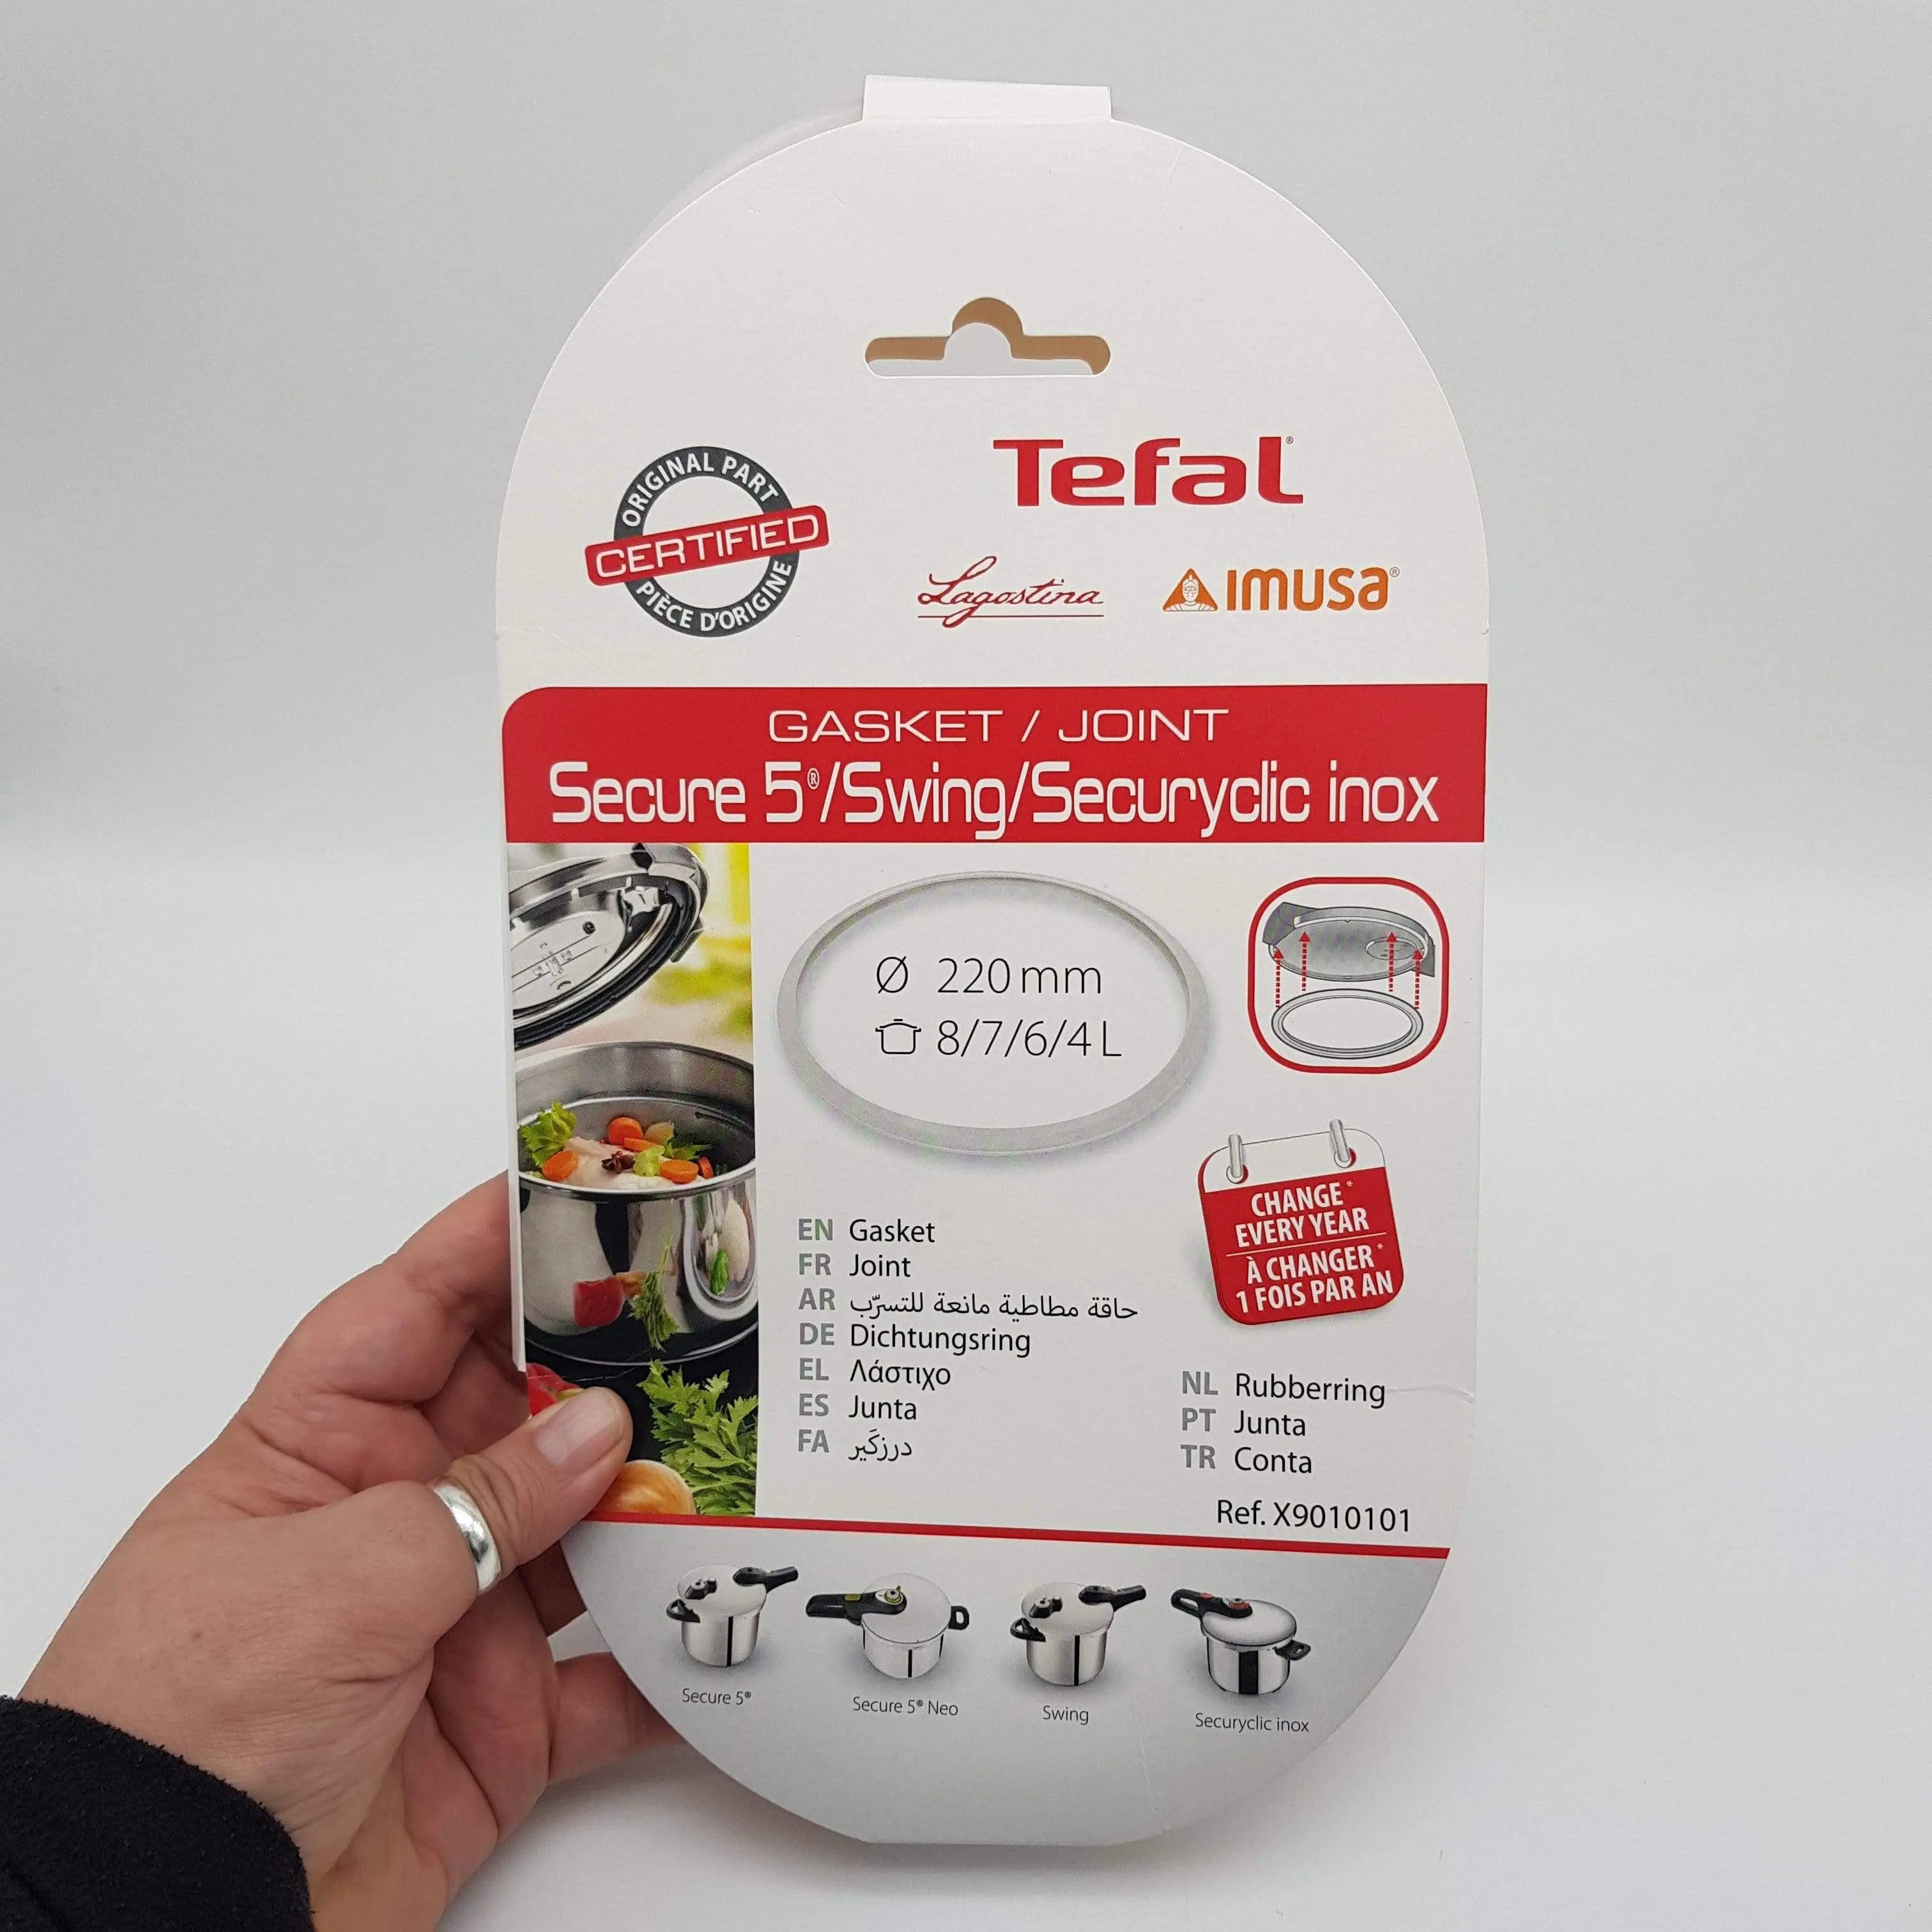 Tefal®
ORIGINAL PART
CERTIFIED
PIÈCE D'ORIGINE
Lagostina
IMUSA®
GASKET / JOINT
Secure 5®/Swing/Securyclic inox
Ø 220 mm
8/7/6/4 L
CHANGE*
EVERY YEAR
À CHANGER*
1 FOIS PAR AN
EN Gasket
FR Joint
AR حاقة مطاطية مانعة للتسرّب
DE Dichtungsring
EL Λάστιχο
ES Junta
FA درزگیر
NL Rubberring
PT Junta
TR Conta
Ref. X9010101
Secure 5®
Secure 5® Neo
Swing
Securyclic inox